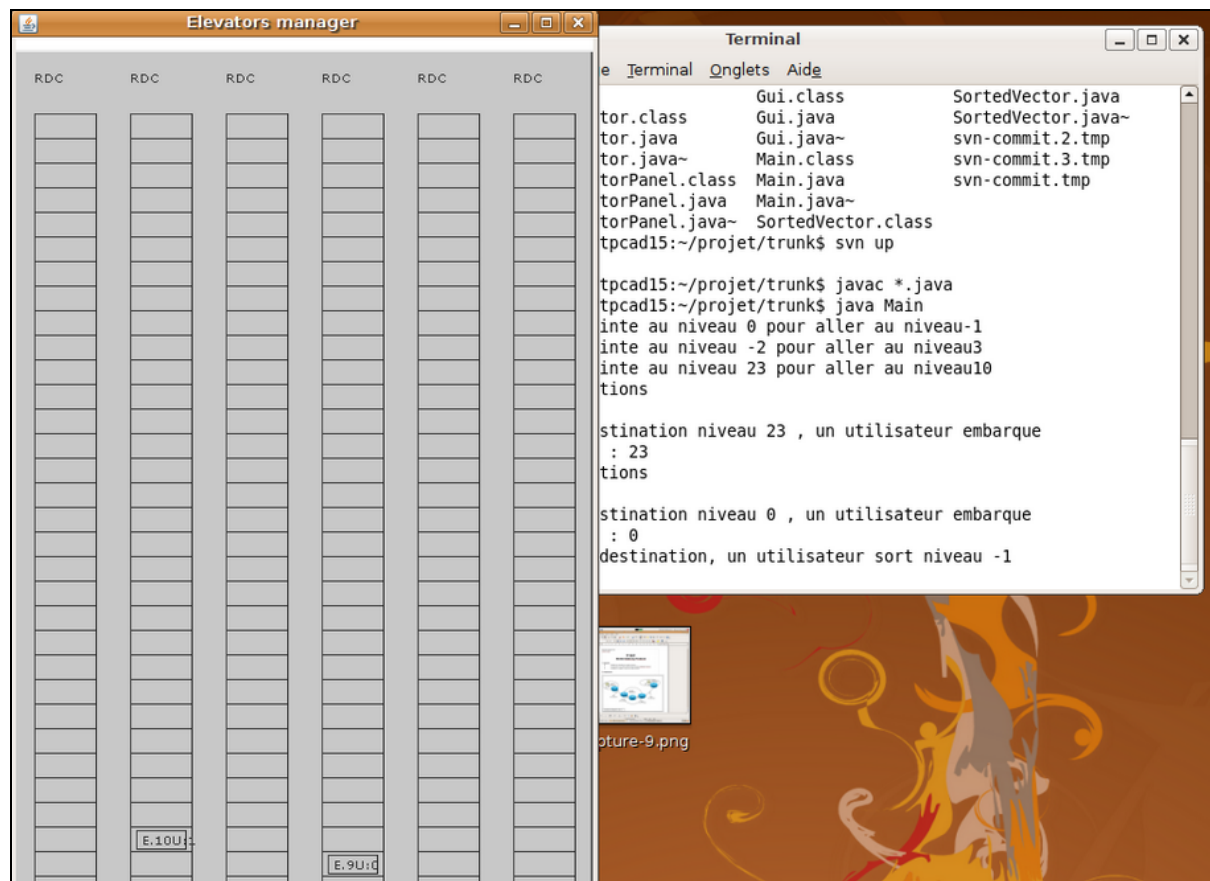 Elevators manager
RDC RDC RDC RDC RDC RDC
E.10U:1
E.9U:0
Terminal
e Terminal Onglets Aide
Gui.class SortedVector.java
tor.class Gui.java SortedVector.java~
tor.java Gui.java~ svn-commit.2.tmp
tor.java~ Main.class svn-commit.3.tmp
torPanel.class Main.java svn-commit.tmp
torPanel.java Main.java~
torPanel.java~ SortedVector.class
tpcad15:~/projet/trunk$ svn up
tpcad15:~/projet/trunk$ javac *.java
tpcad15:~/projet/trunk$ java Main
inte au niveau 0 pour aller au niveau-1
inte au niveau -2 pour aller au niveau3
inte au niveau 23 pour aller au niveau10
tions
stination niveau 23 , un utilisateur embarque
: 23
tions
stination niveau 0 , un utilisateur embarque
: 0
destination, un utilisateur sort niveau -1
pture-9.png